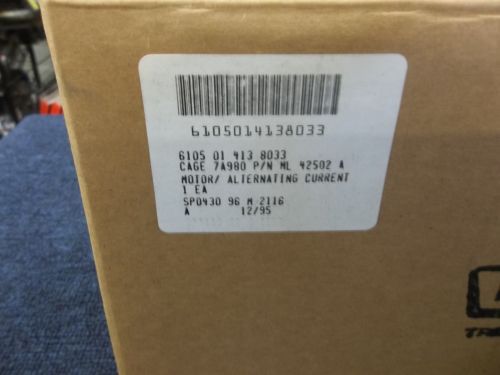 6105014138033
6105 01 413 8033
CAGE 7A980 P/N ML 42502 A
MOTOR/ ALTERNATING CURRENT
1 EA
SP0430 96 M 2116
A 12/95